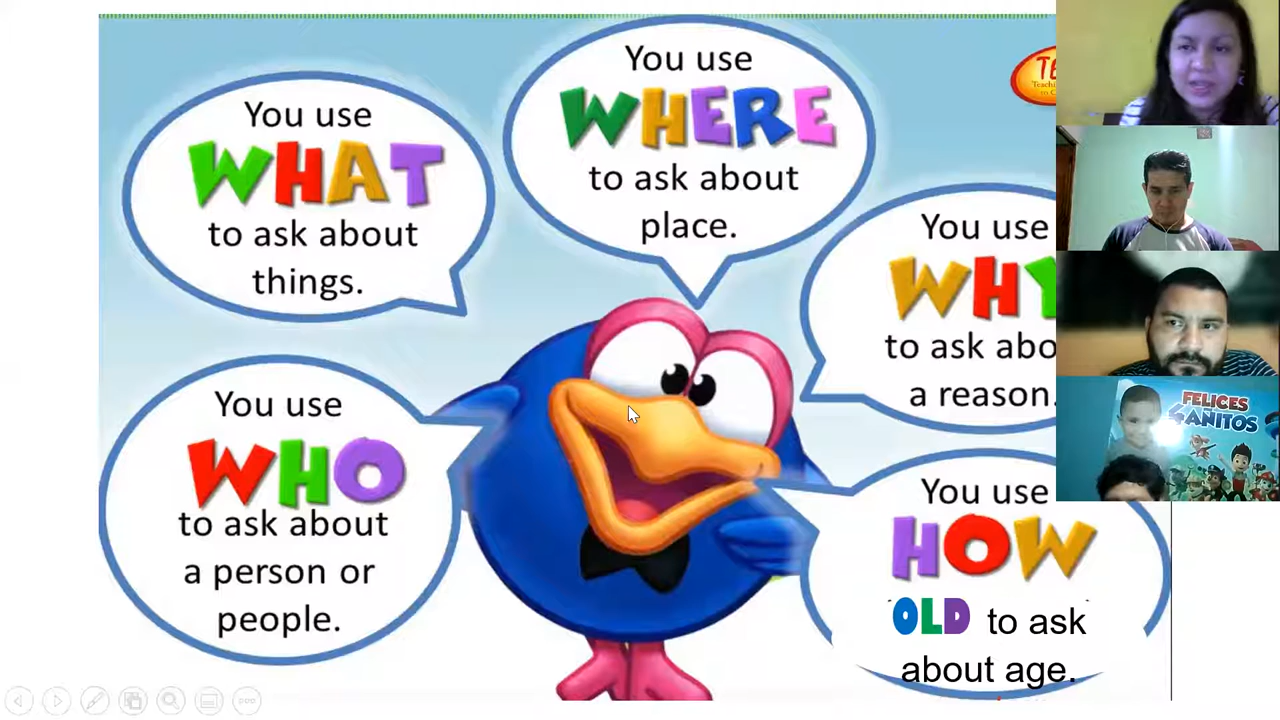 You use
WHAT
to ask about
things.
You use
WHERE
to ask about
place.
You use
to ask
a reason.
You use
WHO
to ask about
a person or
people.
You use
HOW
OLD to ask
about age.
FELICES
4 AÑITOS